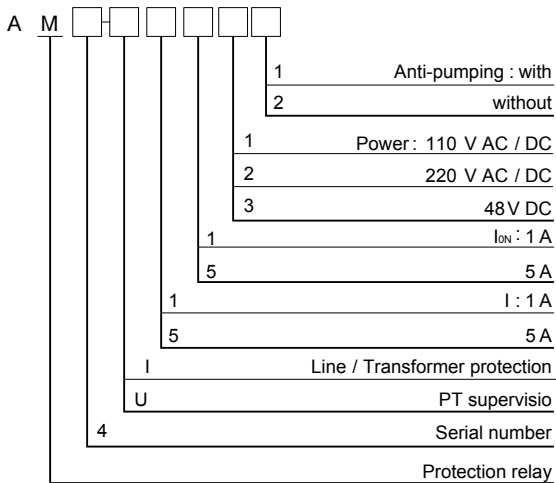 A M -
1 Anti-pumping : with
2 without
1 Power : 110 V AC / DC
2 220 V AC / DC
3 48V DC
1 I0N : 1 A
5 5 A
1 I : 1 A
5 5 A
I Line / Transformer protection
U PT supervisio
4 Serial number
Protection relay